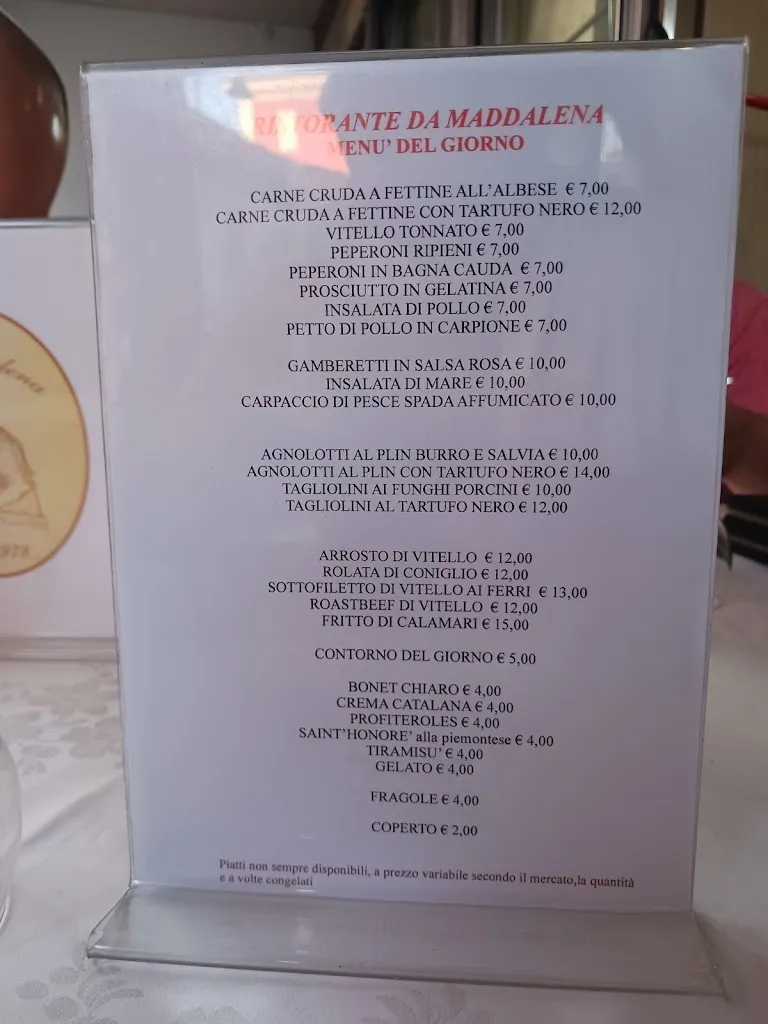 RISTORANTE DA MADDALENA
MENU' DEL GIORNO
CARNE CRUDA A FETTINE ALL'ALBESE € 7,00
CARNE CRUDA A FETTINE CON TARTUFO NERO € 12,00
VITELLO TONNATO € 7,00
PEPERONI RIPIENI € 7,00
PEPERONI IN BAGNA CAUDA € 7,00
PROSCIUTTO IN GELATINA € 7,00
INSALATA DI POLLO € 7,00
PETTO DI POLLO IN CARPIONE € 7,00
GAMBERETTI IN SALSA ROSA € 10,00
INSALATA DI MARE € 10,00
CARPACCIO DI PESCE SPADA AFFUMICATO € 10,00
AGNOLOTTI AL PLIN BURRO E SALVIA € 10,00
AGNOLOTTI AL PLIN CON TARTUFO NERO € 14,00
TAGLIOLINI AI FUNGHI PORCINI € 10,00
TAGLIOLINI AL TARTUFO NERO € 12,00
ARROSTO DI VITELLO € 12,00
ROLATA DI CONIGLIO € 12,00
SOTTOFILETTO DI VITELLO AI FERRI € 13,00
ROASTBEEF DI VITELLO € 12,00
FRITTO DI CALAMARI € 15,00
CONTORNO DEL GIORNO € 5,00
BONET CHIARO € 4,00
CREMA CATALANA € 4,00
PROFITEROLES € 4,00
SAINT'HONORE' alla piemontese € 4,00
TIRAMISU' € 4,00
GELATO € 4,00
FRAGOLE € 4,00
COPERTO € 2,00
Piatti non sempre disponibili, a prezzo variabile secondo il mercato,la quantità
e a volte congelati